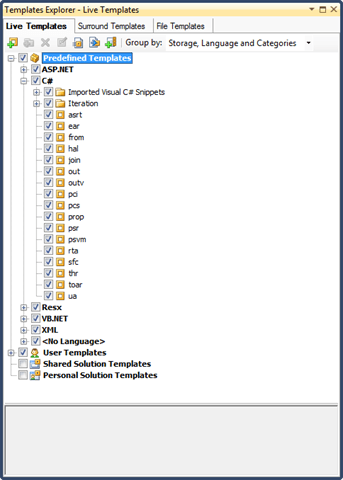 Templates Explorer - Live Templates
Live Templates Surround Templates File Templates
Group by: Storage, Language and Categories
Predefined Templates
ASP.NET
C#
Imported Visual C# Snippets
Iteration
asrt
ear
from
hal
join
out
outv
pci
pcs
prop
psr
psvm
rta
sfc
thr
toar
ua
Resx
VB.NET
XML
<No Language>
User Templates
Shared Solution Templates
Personal Solution Templates